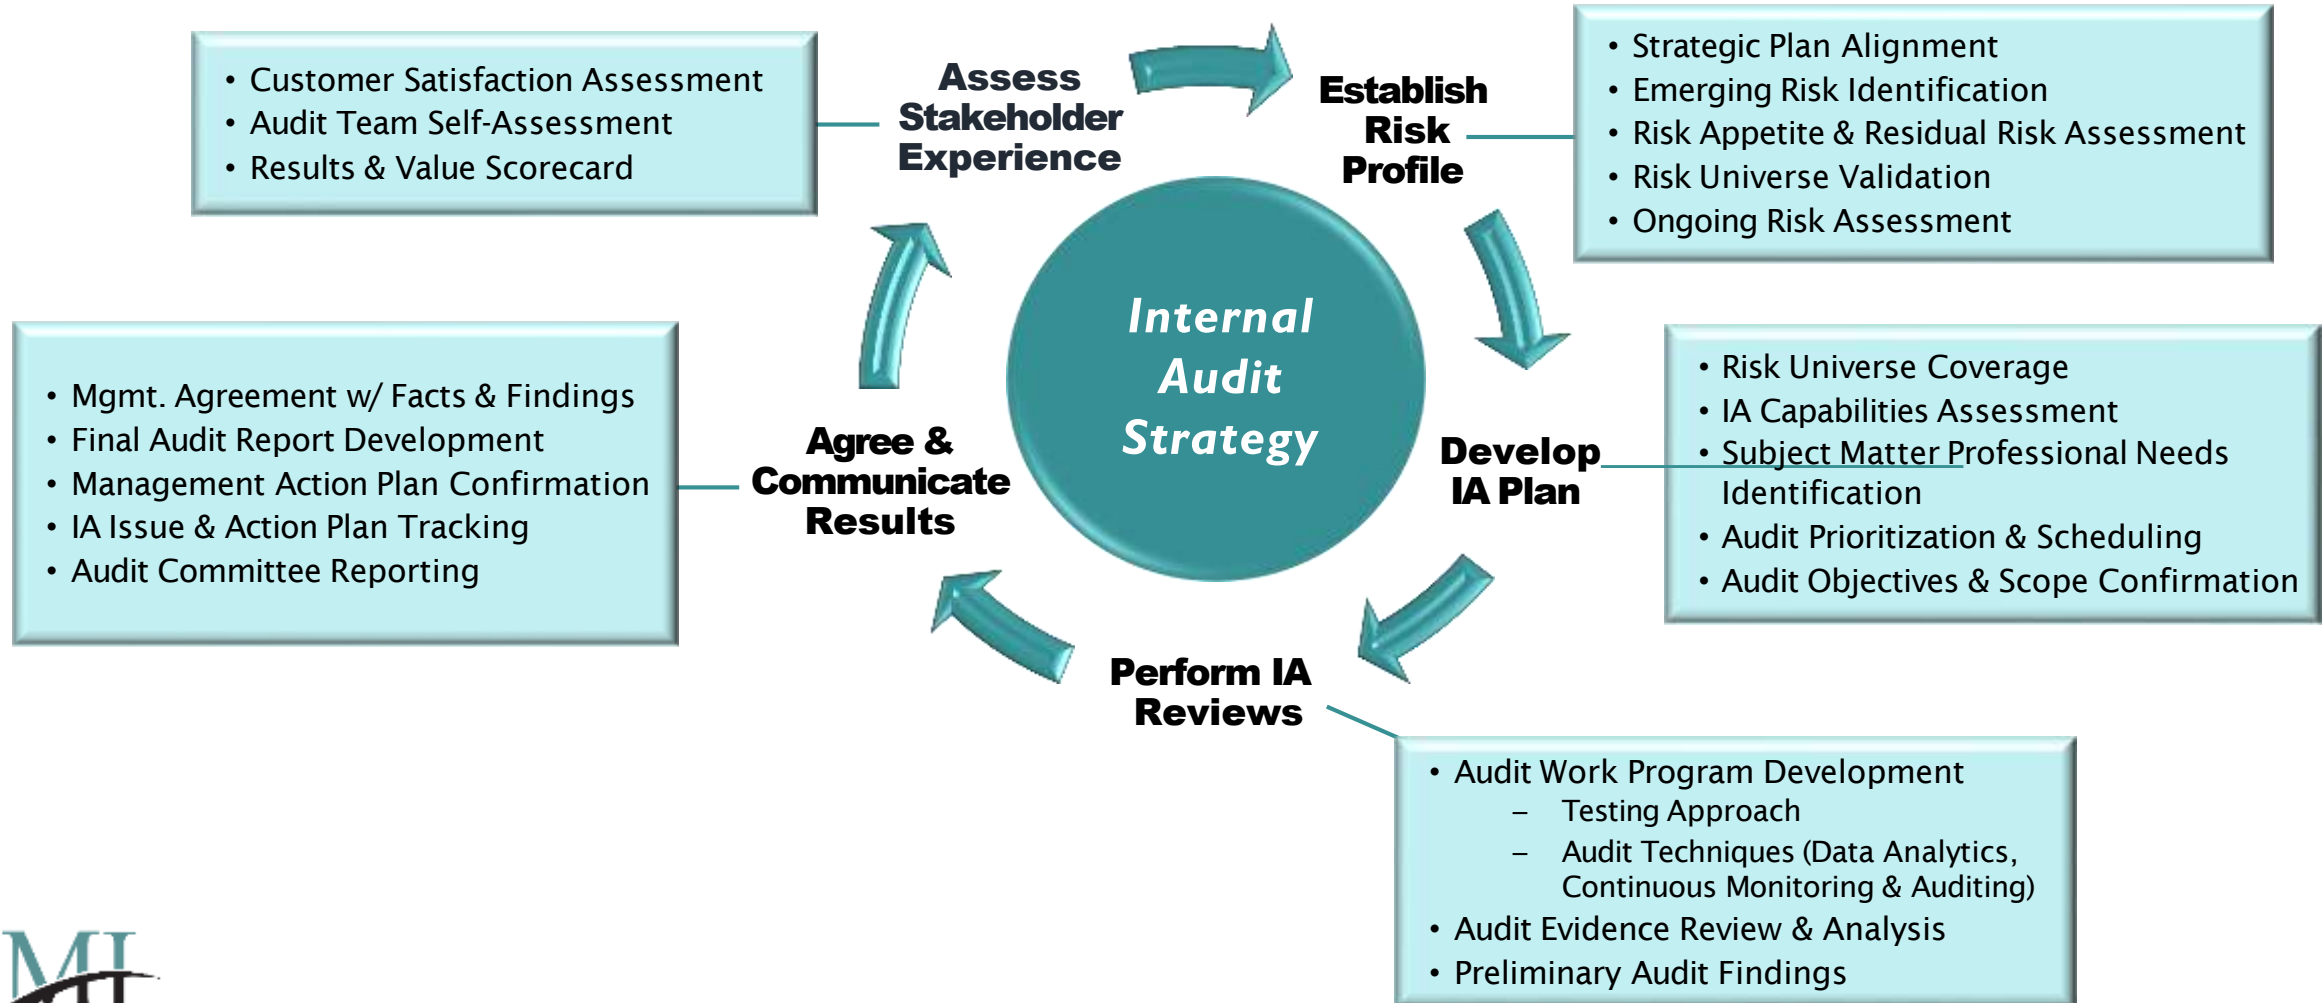 • Customer Satisfaction Assessment
• Audit Team Self-Assessment
• Results & Value Scorecard
Assess
Stakeholder
Experience
Establish
Risk
Profile
• Strategic Plan Alignment
• Emerging Risk Identification
• Risk Appetite & Residual Risk Assessment
• Risk Universe Validation
• Ongoing Risk Assessment
Internal
Audit
Strategy
• Mgmt. Agreement w/ Facts & Findings
• Final Audit Report Development
• Management Action Plan Confirmation
• IA Issue & Action Plan Tracking
• Audit Committee Reporting
Agree &
Communicate
Results
Develop
IA Plan
• Risk Universe Coverage
• IA Capabilities Assessment
• Subject Matter Professional Needs
Identification
• Audit Prioritization & Scheduling
• Audit Objectives & Scope Confirmation
Perform IA
Reviews
• Audit Work Program Development
– Testing Approach
– Audit Techniques (Data Analytics,
Continuous Monitoring & Auditing)
• Audit Evidence Review & Analysis
• Preliminary Audit Findings